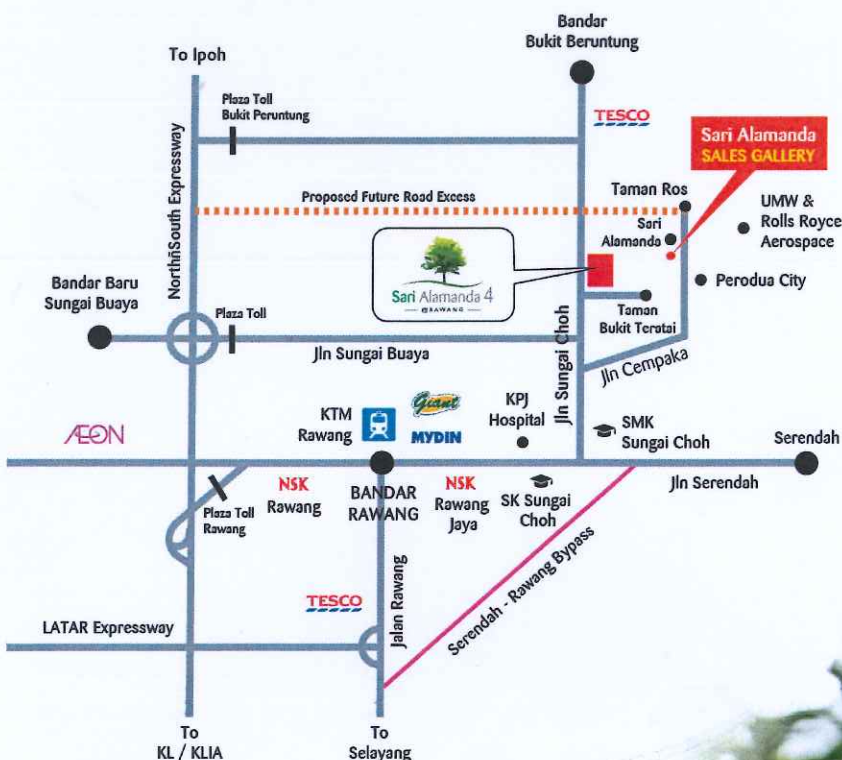 Bandar
Bukit Beruntung
To Ipoh
Plaza Toll
Bukit Peruntung
TESCO
Sari Alamanda
SALES GALLERY
NorthñSouth Expressway
Proposed Future Road Excess
Taman Ros
Sari
Alamanda
UMW &
Rolls Royce
Aerospace
Sari Alamanda 4
@RAWANG
Perodua City
Bandar Baru
Sungai Buaya
Plaza Toll
Taman
Bukit Teratai
Jln Sungai Buaya
Jln Sungai Choh
Jln Cempaka
ÆON
KTM
Rawang
Giant
MYDIN
KPJ
Hospital
SMK
Sungai Choh
Serendah
Plaza Toll
Rawang
NSK
Rawang
BANDAR
RAWANG
NSK
Rawang
Jaya
SK Sungai
Choh
Jln Serendah
TESCO
Jalan Rawang
Serendah - Rawang Bypass
LATAR Expressway
To
KL / KLIA
To
Selayang